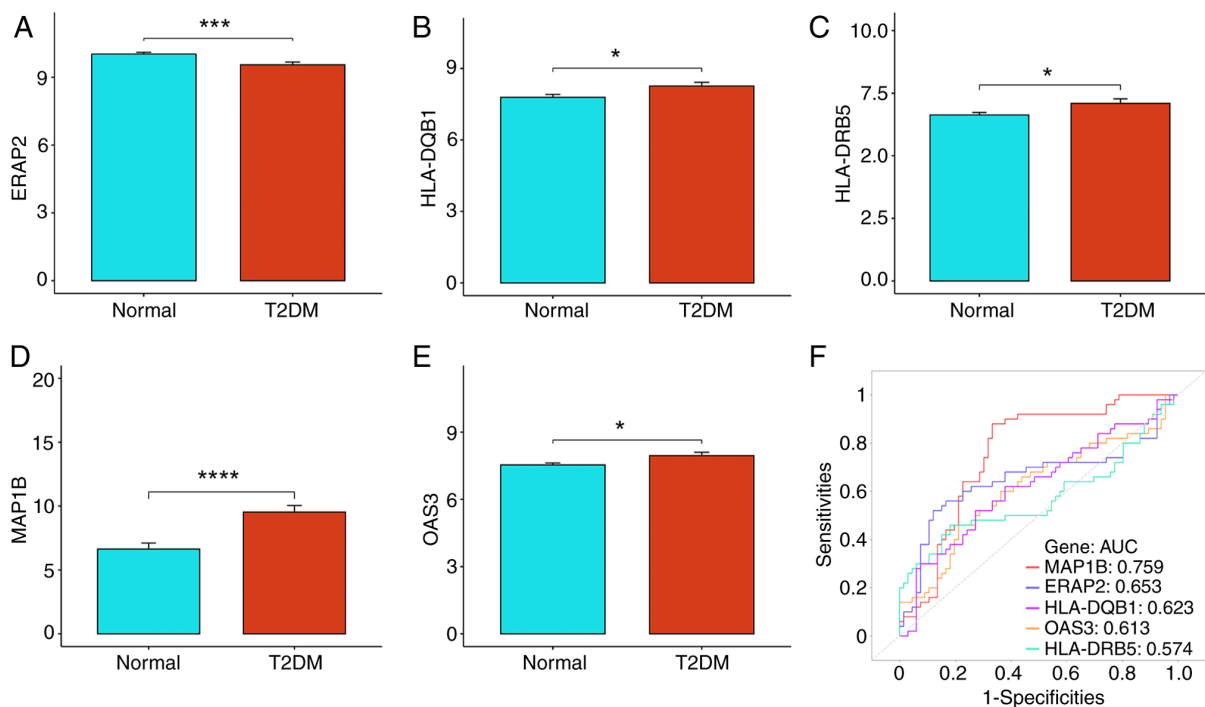 A
***
ERAP2
9
6
3
0
Normal T2DM
B
*
HLA-DQB1
9
6
3
0
Normal T2DM
C
*
HLA-DRB5
10.0
7.5
2.0
2.5
0.0
Normal T2DM
D
****
MAP1B
20
15
10
5
0
Normal T2DM
E
*
OAS3
9
6
3
0
Normal T2DM
F
Sensitivities
1
0.8
0.6
0.4
0.2
0
Gene: AUC
MAP1B: 0.759
ERAP2: 0.653
HLA-DQB1: 0.623
OAS3: 0.613
HLA-DRB5: 0.574
0 0.2 0.4 0.6 0.8 1.0
1-Specificities